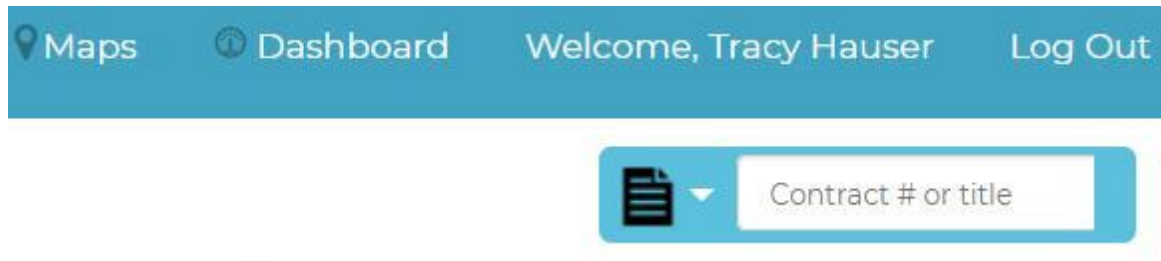 Maps Dashboard Welcome, Tracy Hauser Log Out
Contract # or title